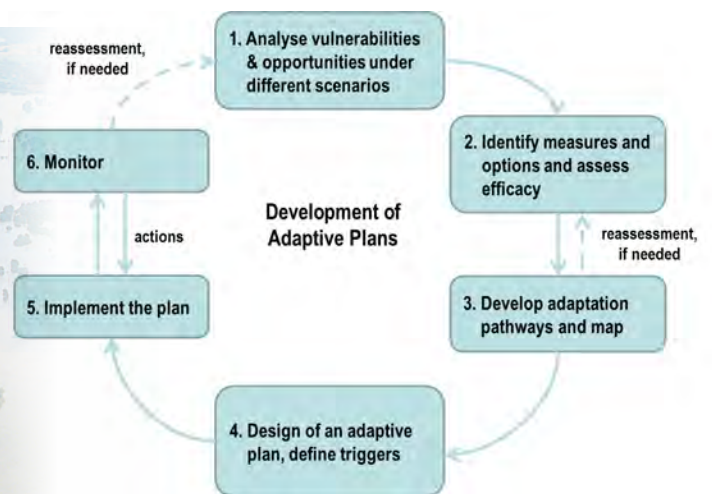 reassessment,
if needed
1. Analyse vulnerabilities
& opportunities under
different scenarios
2. Identify measures and
options and assess
efficacy
reassessment,
if needed
3. Develop adaptation
pathways and map
4. Design of an adaptive
plan, define triggers
5. Implement the plan
actions
6. Monitor
Development of
Adaptive Plans